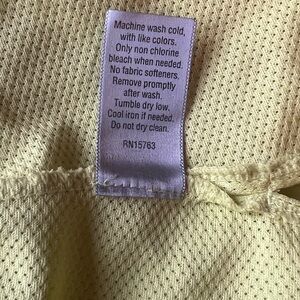 Machine wash cold,
with like colors.
Only non chlorine
bleach when needed.
No fabric softeners.
Remove promptly
after wash.
Tumble dry low.
Cool iron if needed.
Do not dry clean.
RN15763